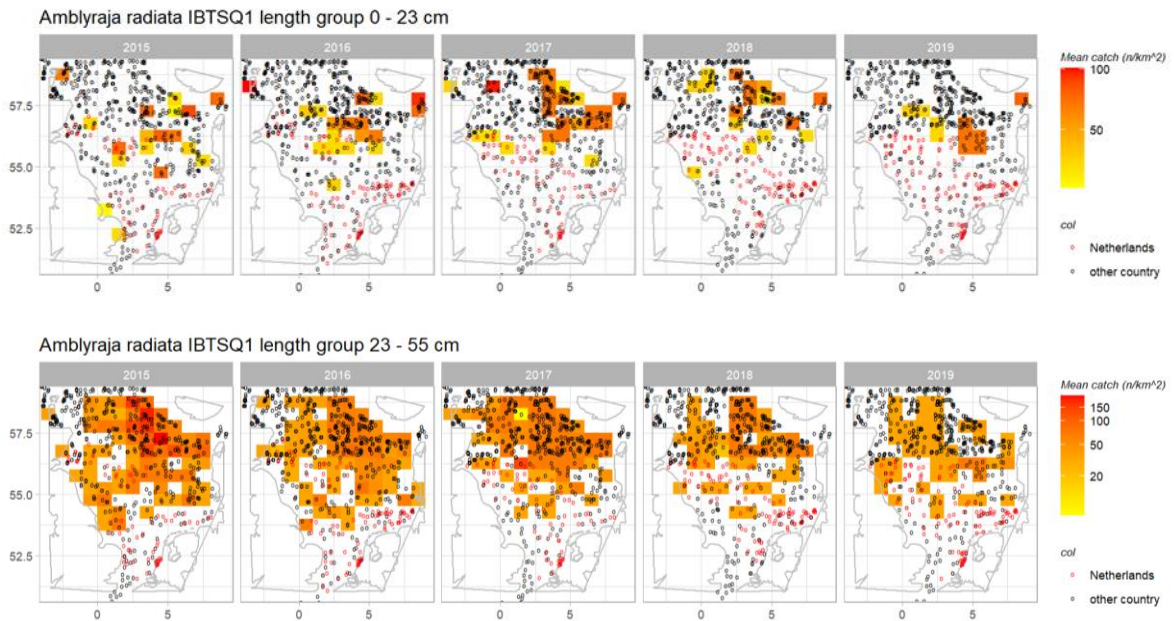 Amblyraja radiata IBTSQ1 length group 0 - 23 cm
2015 2016 2017 2018 2019
57.5
55.0
52.5
0 5 0 5 0 5 0 5 0 5
Mean catch (n/km^2)
100
50
col
Netherlands
other country
Amblyraja radiata IBTSQ1 length group 23 - 55 cm
2015 2016 2017 2018 2019
57.5
55.0
52.5
0 5 0 5 0 5 0 5 0 5
Mean catch (n/km^2)
150
100
50
20
col
Netherlands
other country